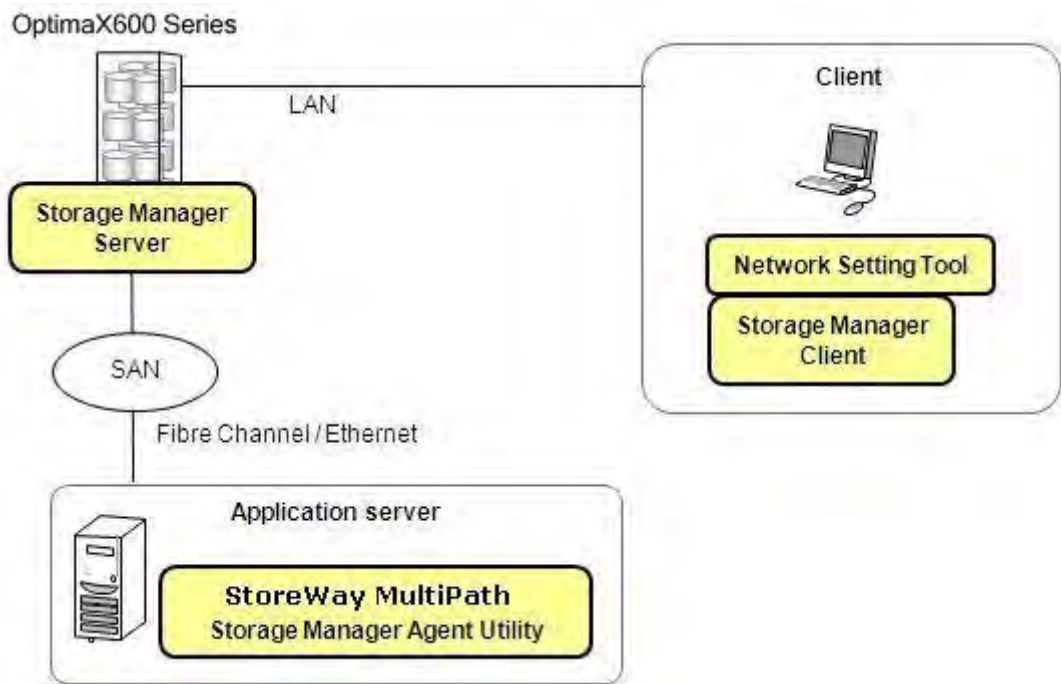 OptimaX600 Series
LAN
Client
Storage Manager
Server
Network Setting Tool
Storage Manager
Client
SAN
Fibre Channel / Ethernet
Application server
StoreWay MultiPath
Storage Manager Agent Utility